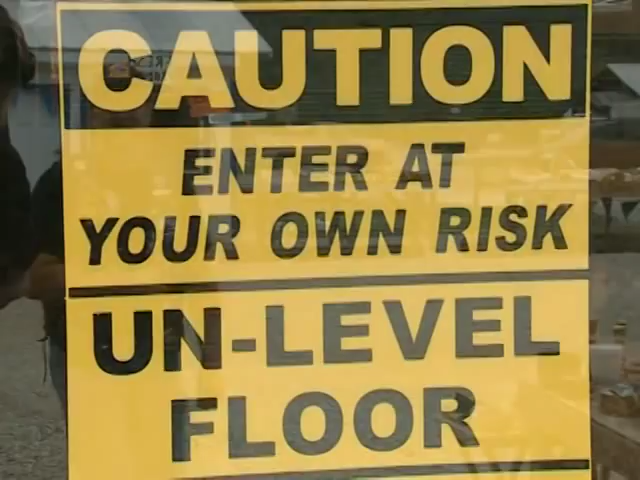 CAUTION
ENTER AT
YOUR OWN RISK
UN-LEVEL
FLOOR